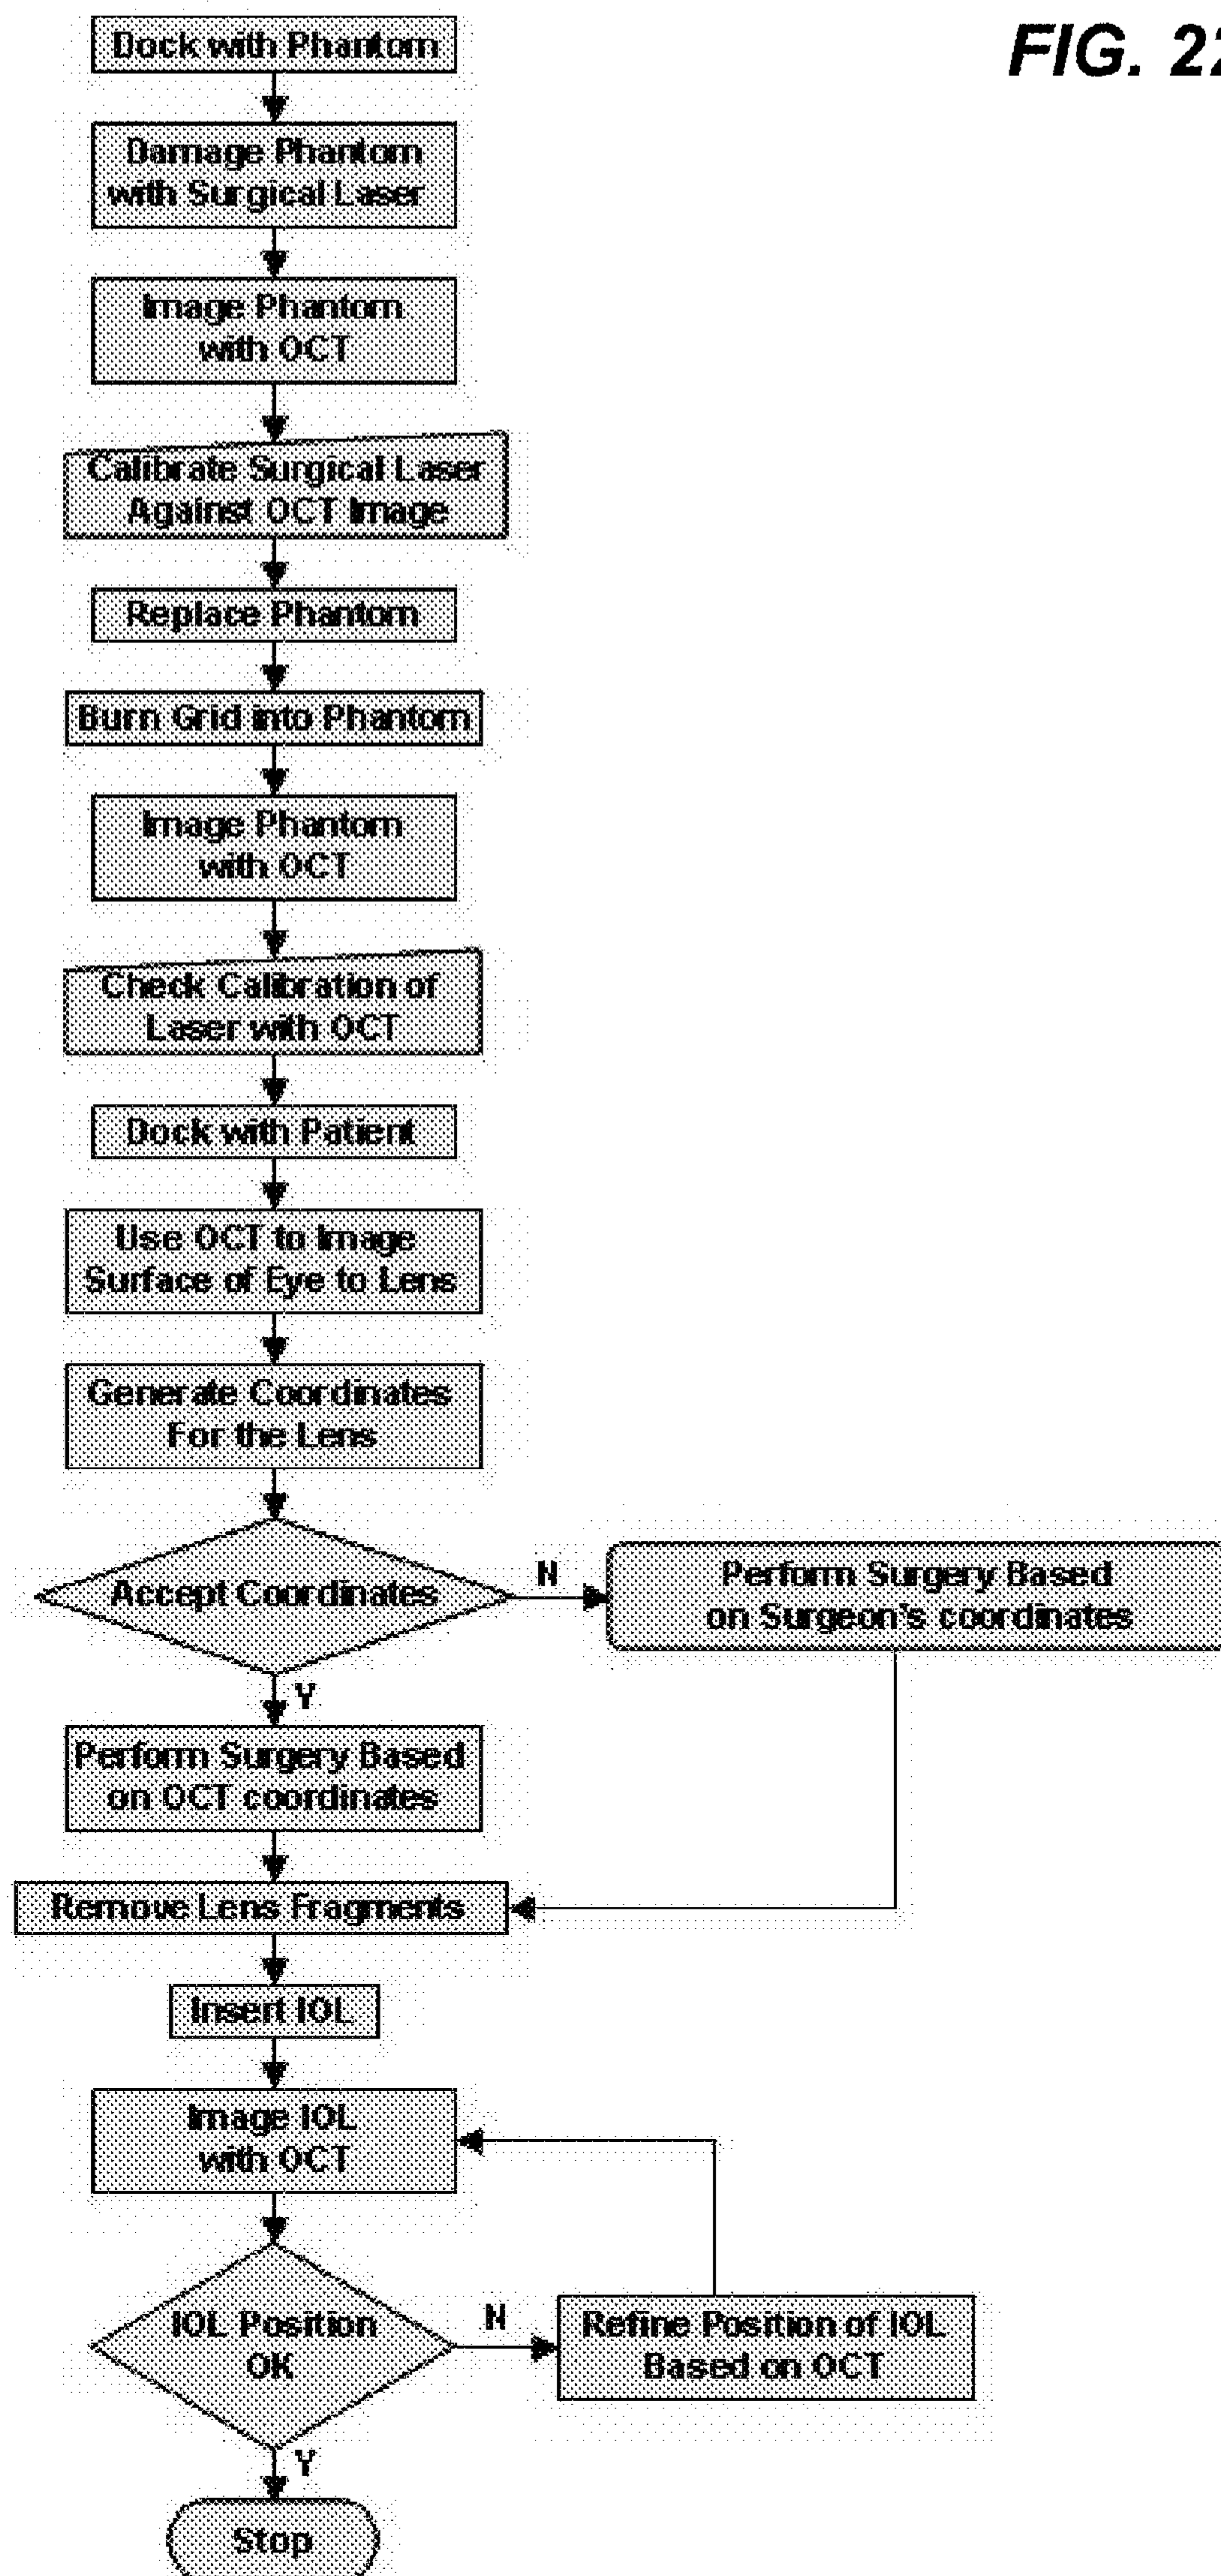 FIG. 22
Dock with Phantom
Damage Phantom
with Surgical Laser
Image Phantom
with OCT
Calibrate Surgical Laser
Against OCT Image
Replace Phantom
Burn Grid into Phantom
Image Phantom
with OCT
Check Calibration of
Laser with OCT
Dock with Patient
Use OCT to Image
Surface of Eye to Lens
Generate Coordinates
For the Lens
Accept Coordinates
N
Perform Surgery Based
on Surgeon's coordinates
Y
Perform Surgery Based
on OCT coordinates
Remove Lens Fragments
Insert IOL
Image IOL
with OCT
IOL Position
OK
N
Refine Position of IOL
Based on OCT
Y
Stop